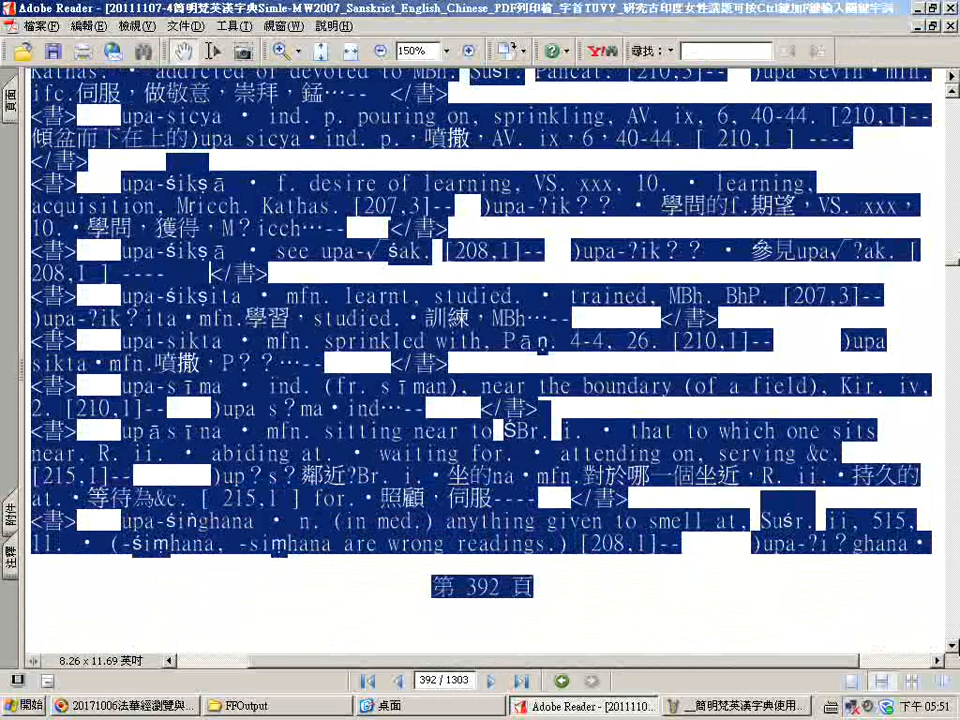 Adobe Reader - [20111107-4簡明梵英漢字典Simle-MW2007_Sanskrict_English_Chinese_PDF列印檔_字首TUVY_研究古印度女性議題可按Ctrl鍵加F鍵輸入關鍵字詞
檔案(F) 編輯(E) 檢視(V) 文件(D) 工具(T) 視窗(W) 說明(H)
150% Y! 尋找:
Kathās. • addicted or devoted to MBh. Suśr. Pañcat. [210,3]-- )upa sevin•mfn.
ifc.伺服，做敬意，崇拜，錳…-- </書>
<書> upa-sicya • ind. p. pouring on, sprinkling, AV. ix, 6, 40-44. [210,1]--
傾盆而下在上的)upa sicya•ind. p.,噴撒,AV. ix，6，40-44. [ 210,1 ] ----
</書>
<書> upa-śikṣā • f. desire of learning, VS. xxx, 10. • learning,
acquisition, Mṛicch. Kathās. [207,3]-- )upa-?ik?? • 學問的f.期望，VS. xxx，
10.•學問，獲得，M?icch…-- </書>
<書> upa-śikṣā • see upa-√śak. [208,1]-- )upa-?ik?? • 參見upa√?ak. [
208,1 ] ---- </書>
<書> upa-śikṣita • mfn. learnt, studied. • trained, MBh. BhP. [207,3]--
)upa-?ik?ita•mfn.學習，studied.•訓練，MBh…-- </書>
<書> upa-sikta • mfn. sprinkled with, Pāṇ. 4-4, 26. [210,1]-- )upa
sikta•mfn.噴撒，P??…-- </書>
<書> upa-sīma • ind. (fr. sīman), near the boundary (of a field), Kir. iv,
2. [210,1]-- )upa s?ma•ind…-- </書>
<書> upāsīna • mfn. sitting near to ŚBr. i. • that to which one sits
near, R. ii. • abiding at. • waiting for. • attending on, serving &c.
[215,1]-- )up?s?鄰近?Br. i.•坐的na•mfn.對於哪一個坐近，R. ii.•持久的
at.•等待為&c. [ 215,1 ] for.•照顧，伺服---- </書>
<書> upa-śiṅghana • n. (in med.) anything given to smell at, Suśr. ii, 515,
11. • (-śiṃhana, -siṃhana are wrong readings.) [208,1]-- )upa-?i?ghana•
第 392 頁
頁面
附件
注釋
8.26 x 11.69 英吋
392 / 1303
開始 20171006法華經瀏覽與... FFOutput 桌面 Adobe Reader - [2011110... __簡明梵英漢字典使用... 下午 05:51